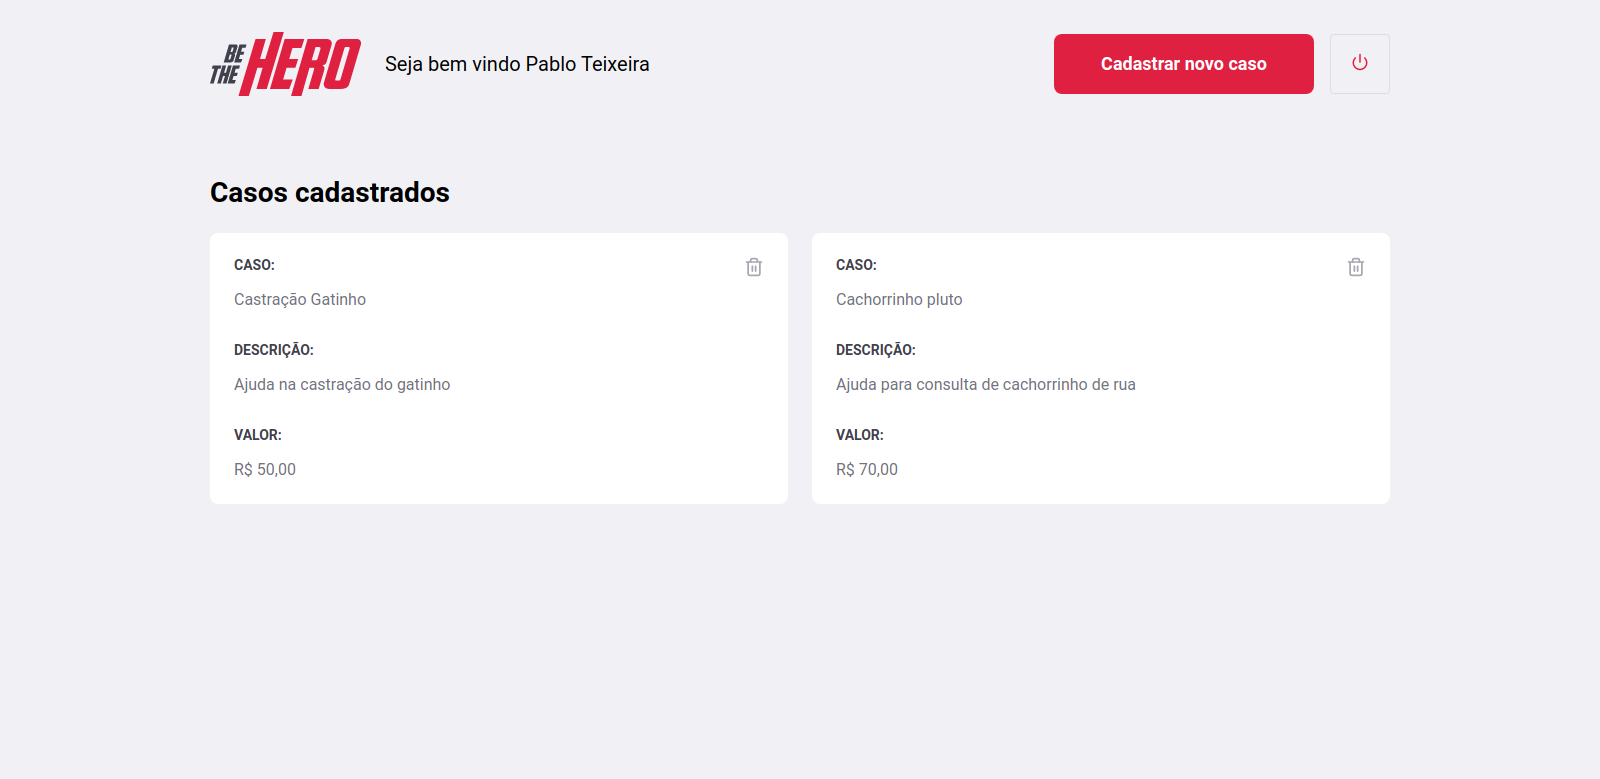 BE THE HERO
Seja bem vindo Pablo Teixeira
Cadastrar novo caso
Casos cadastrados
CASO:
Castração Gatinho
DESCRIÇÃO:
Ajuda na castração do gatinho
VALOR:
R$ 50,00
CASO:
Cachorrinho pluto
DESCRIÇÃO:
Ajuda para consulta de cachorrinho de rua
VALOR:
R$ 70,00